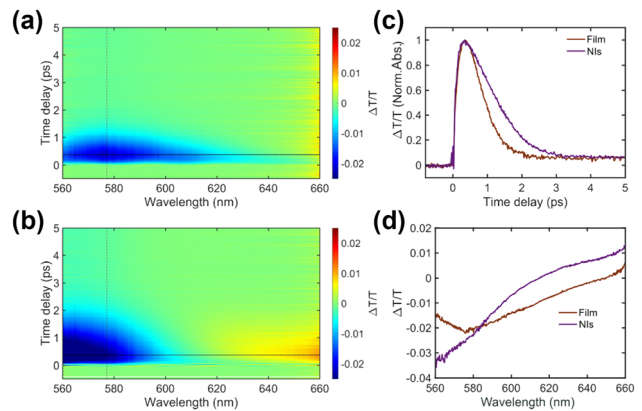 (a)
5
4
3
2
1
0
Time delay (ps)
560 580 600 620 640 660
Wavelength (nm)
0.02
0.01
0
-0.01
-0.02
ΔT/T
(b)
5
4
3
2
1
0
Time delay (ps)
560 580 600 620 640 660
Wavelength (nm)
0.02
0.01
0
-0.01
-0.02
ΔT/T
(c)
Film
NIs
1
0.8
0.6
0.4
0.2
0
ΔT/T (Norm.Abs)
0 1 2 3 4 5
Time delay (ps)
(d)
0.02
0.01
0
-0.01
-0.02
-0.03
-0.04
ΔT/T
Film
NIs
560 580 600 620 640 660
Wavelength (nm)